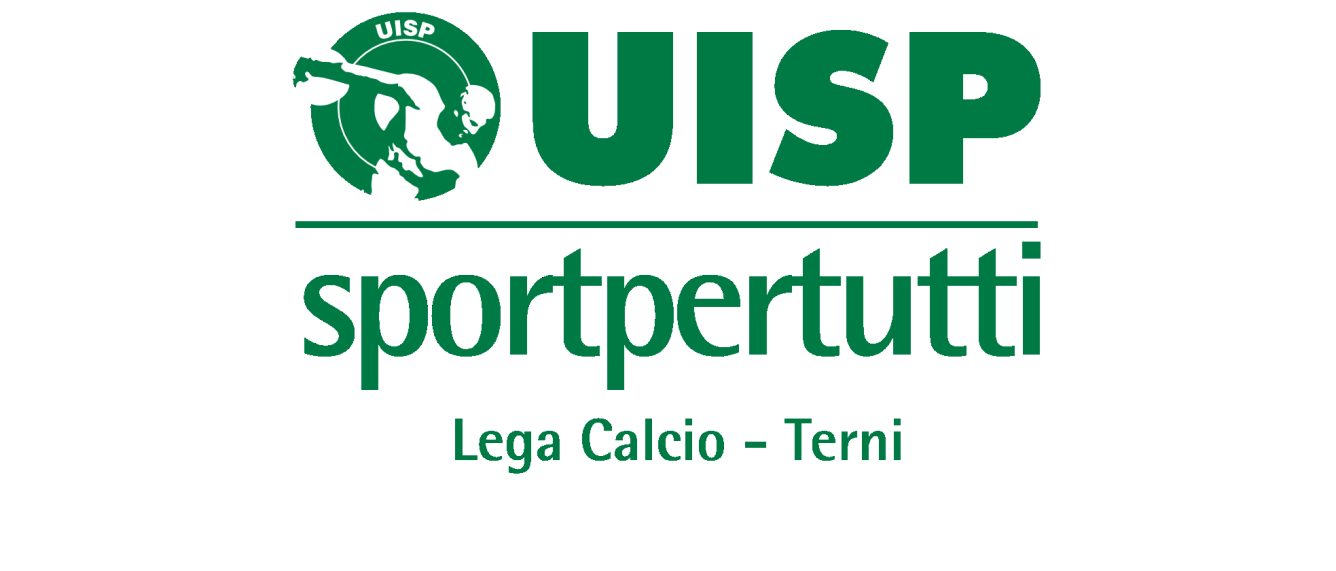 UISP
UISP
sportpertutti
Lega Calcio - Terni